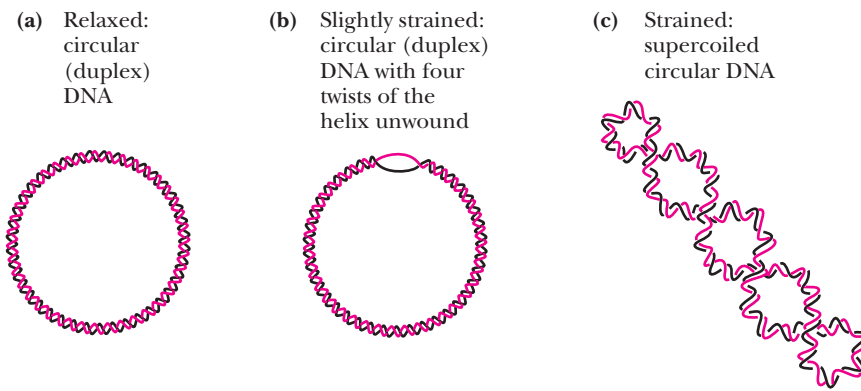 (a) Relaxed:
circular
(duplex)
DNA
(b) Slightly strained:
circular (duplex)
DNA with four
twists of the
helix unwound
(c) Strained:
supercoiled
circular DNA